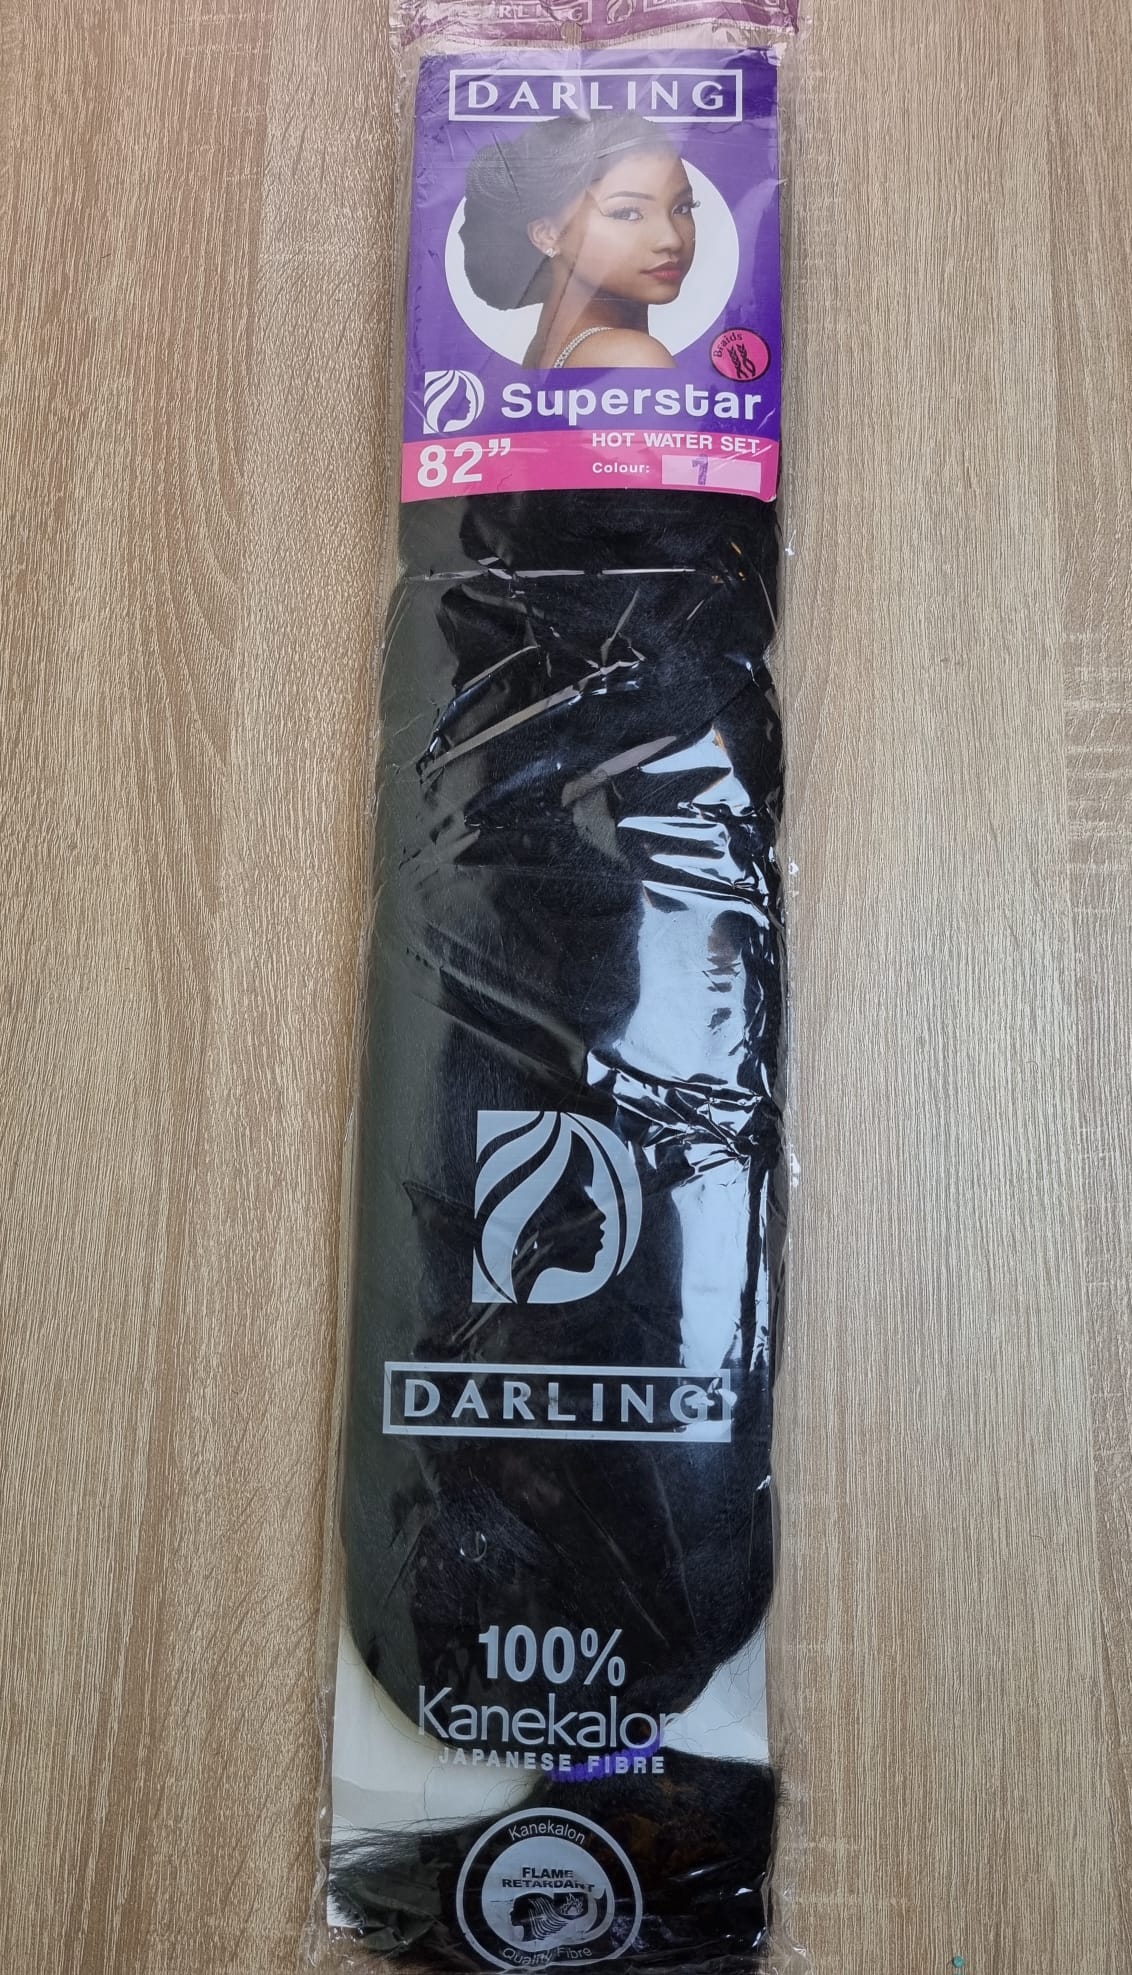 DARLING
Braids
Superstar
82”
HOT WATER SET
Colour: 1
DARLING
100%
Kanekalon
JAPANESE FIBRE
Kanekalon
FLAME
RETARDANT
Quality Fibre